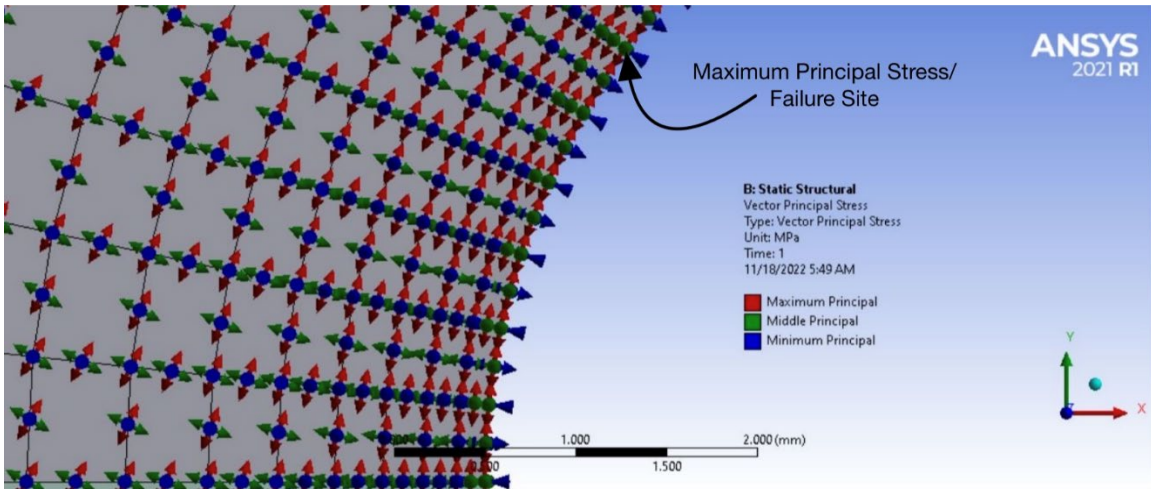 ANSYS
2021 R1
Maximum Principal Stress/
Failure Site
B: Static Structural
Vector Principal Stress
Type: Vector Principal Stress
Unit: MPa
Time: 1
11/18/2022 5:49 AM
Maximum Principal
Middle Principal
Minimum Principal
Y
X
1.000
2.000 (mm)
1.500